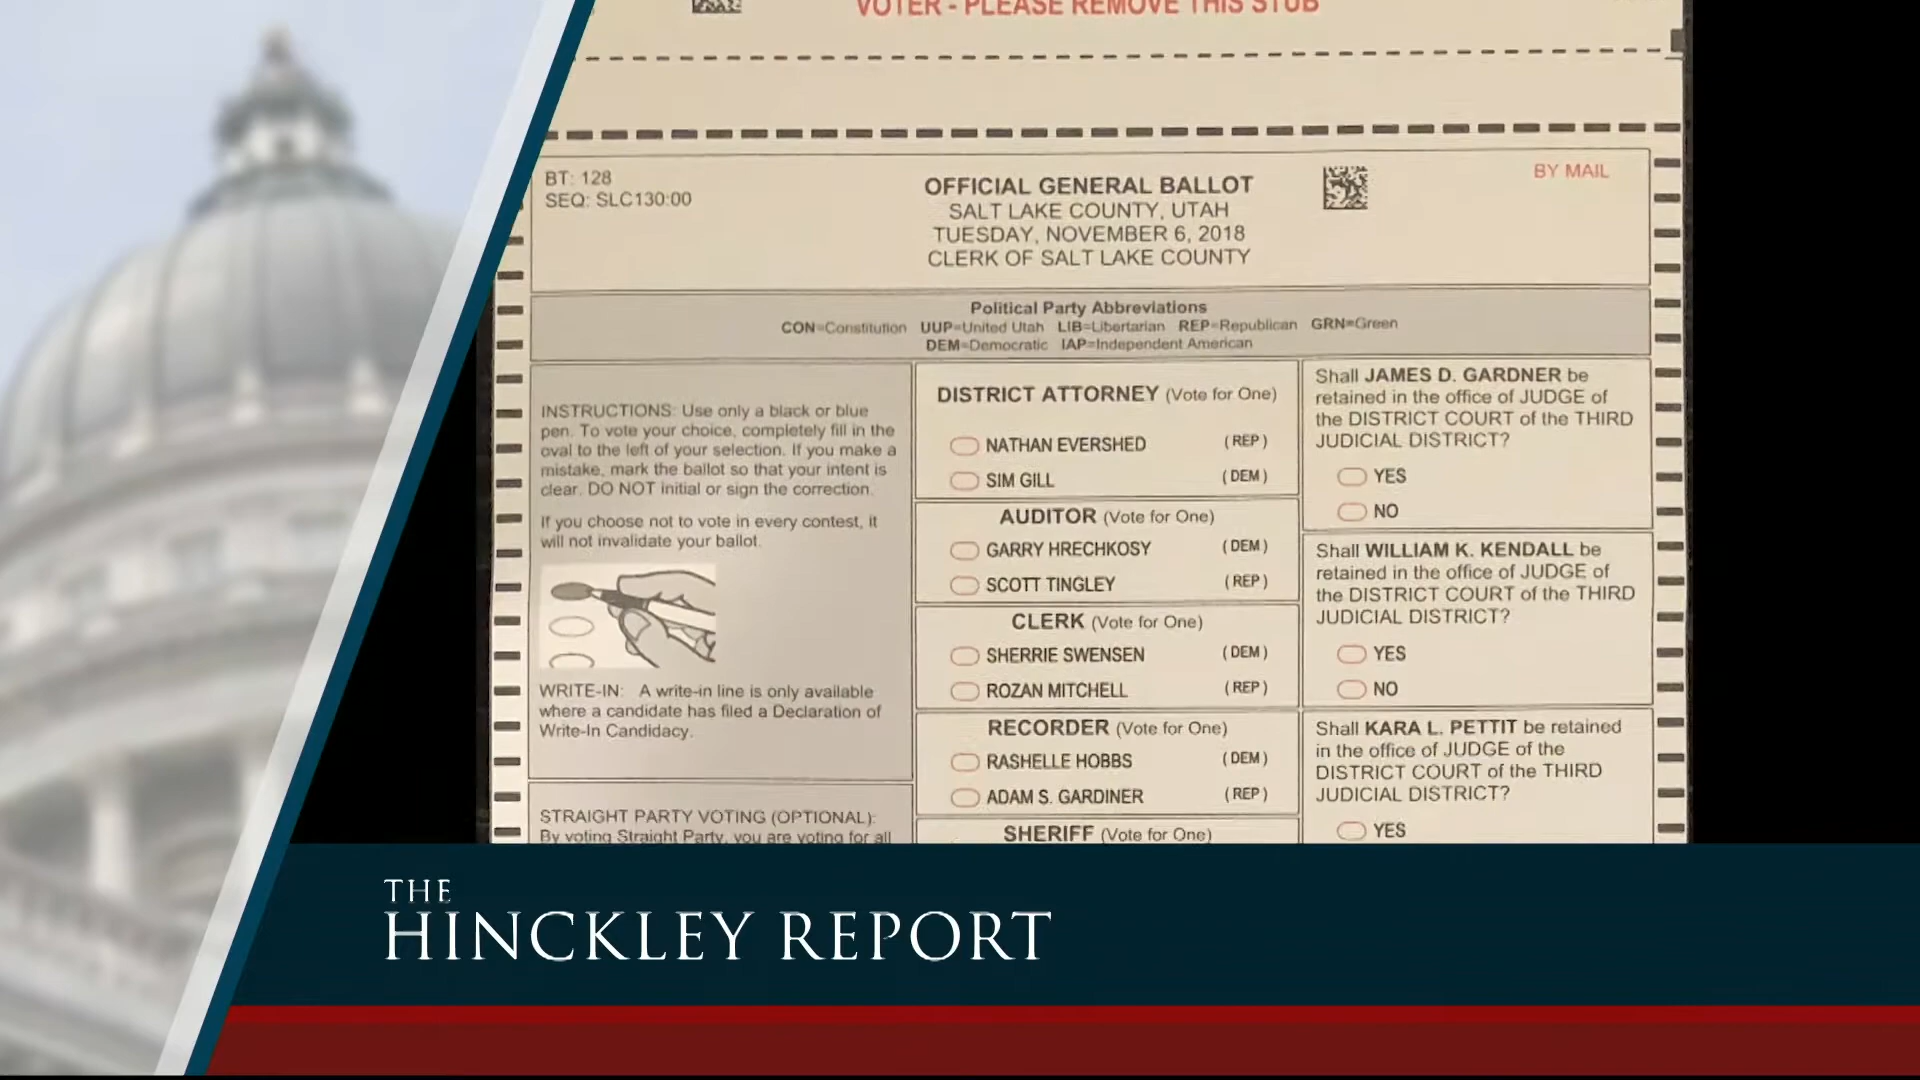 VOTER - PLEASE REMOVE THIS STUB
BT: 128
SEQ: SLC130:00
OFFICIAL GENERAL BALLOT
SALT LAKE COUNTY, UTAH
TUESDAY, NOVEMBER 6, 2018
CLERK OF SALT LAKE COUNTY
BY MAIL
Political Party Abbreviations
CON=Constitution UUP=United Utah LIB=Libertarian REP=Republican GRN=Green
DEM=Democratic IAP=Independent American
INSTRUCTIONS: Use only a black or blue
pen. To vote your choice, completely fill in the
oval to the left of your selection. If you make a
mistake, mark the ballot so that your intent is
clear. DO NOT initial or sign the correction.
If you choose not to vote in every contest, it
will not invalidate your ballot.
WRITE-IN: A write-in line is only available
where a candidate has filed a Declaration of
Write-In Candidacy.
STRAIGHT PARTY VOTING (OPTIONAL):
By voting Straight Party, you are voting for all
DISTRICT ATTORNEY (Vote for One)
NATHAN EVERSHED (REP)
SIM GILL (DEM)
AUDITOR (Vote for One)
GARRY HRECHKOSY (DEM)
SCOTT TINGLEY (REP)
CLERK (Vote for One)
SHERRIE SWENSEN (DEM)
ROZAN MITCHELL (REP)
RECORDER (Vote for One)
RASHELLE HOBBS (DEM)
ADAM S. GARDINER (REP)
SHERIFF (Vote for One)
Shall JAMES D. GARDNER be
retained in the office of JUDGE of
the DISTRICT COURT of the THIRD
JUDICIAL DISTRICT?
YES
NO
Shall WILLIAM K. KENDALL be
retained in the office of JUDGE of
the DISTRICT COURT of the THIRD
JUDICIAL DISTRICT?
YES
NO
Shall KARA L. PETTIT be retained
in the office of JUDGE of the
DISTRICT COURT of the THIRD
JUDICIAL DISTRICT?
YES
THE
HINCKLEY REPORT